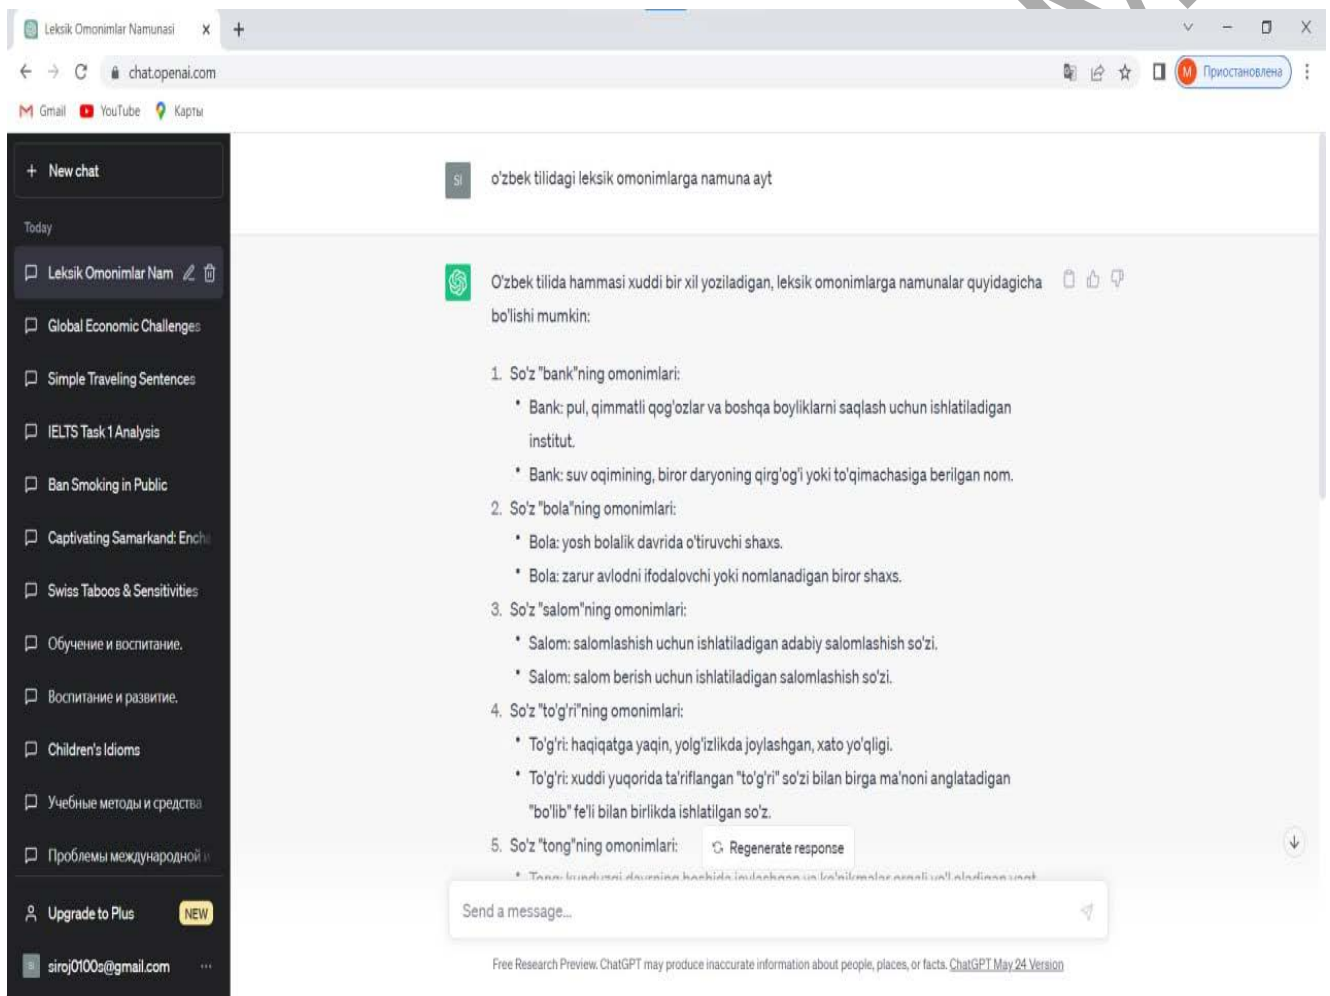 Leksik Omonimlar Namunasi
chat.openai.com
Приостановлена
M
Gmail
YouTube
Карты
+ New chat
Today
Leksik Omonimlar Nam
Global Economic Challenges
Simple Traveling Sentences
IELTS Task 1 Analysis
Ban Smoking in Public
Captivating Samarkand: Ench
Swiss Taboos & Sensitivities
Обучение и воспитание.
Воспитание и развитие.
Children's Idioms
Учебные методы и средства
Проблемы международной и
Upgrade to Plus
NEW
siroj0100s@gmail.com
SI
o'zbek tilidagi leksik omonimlarga namuna ayt
O'zbek tilida hammasi xuddi bir xil yoziladigan, leksik omonimlarga namunalar quyidagicha
bo'lishi mumkin:
1. So'z "bank"ning omonimlari:
• Bank: pul, qimmatli qog'ozlar va boshqa boyliklarni saqlash uchun ishlatiladigan
institut.
• Bank: suv oqimining, biror daryoning qirg'og'i yoki to'qimachasiga berilgan nom.
2. So'z "bola"ning omonimlari:
• Bola: yosh bolalik davrida o'tiruvchi shaxs.
• Bola: zarur avlodni ifodalovchi yoki nomlanadigan biror shaxs.
3. So'z "salom"ning omonimlari:
• Salom: salomlashish uchun ishlatiladigan adabiy salomlashish so'zi.
• Salom: salom berish uchun ishlatiladigan salomlashish so'zi.
4. So'z "to'g'ri"ning omonimlari:
• To'g'ri: haqiqatga yaqin, yolg'izlikda joylashgan, xato yo'qligi.
• To'g'ri: xuddi yuqorida ta'riflangan "to'g'ri" so'zi bilan birga ma'noni anglatadigan
"bo'lib" fe'li bilan birlikda ishlatilgan so'z.
5. So'z "tong"ning omonimlari:
Regenerate response
Send a message...
Free Research Preview. ChatGPT may produce inaccurate information about people, places, or facts. ChatGPT May 24 Version